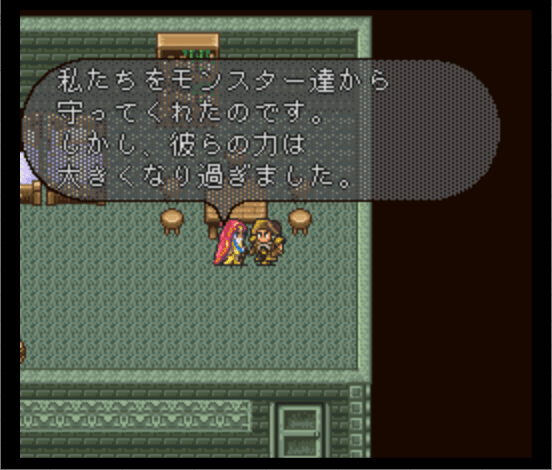 私たちをモンスター達から
守ってくれたのです。
しかし、彼らの力は
大きくなり過ぎました。